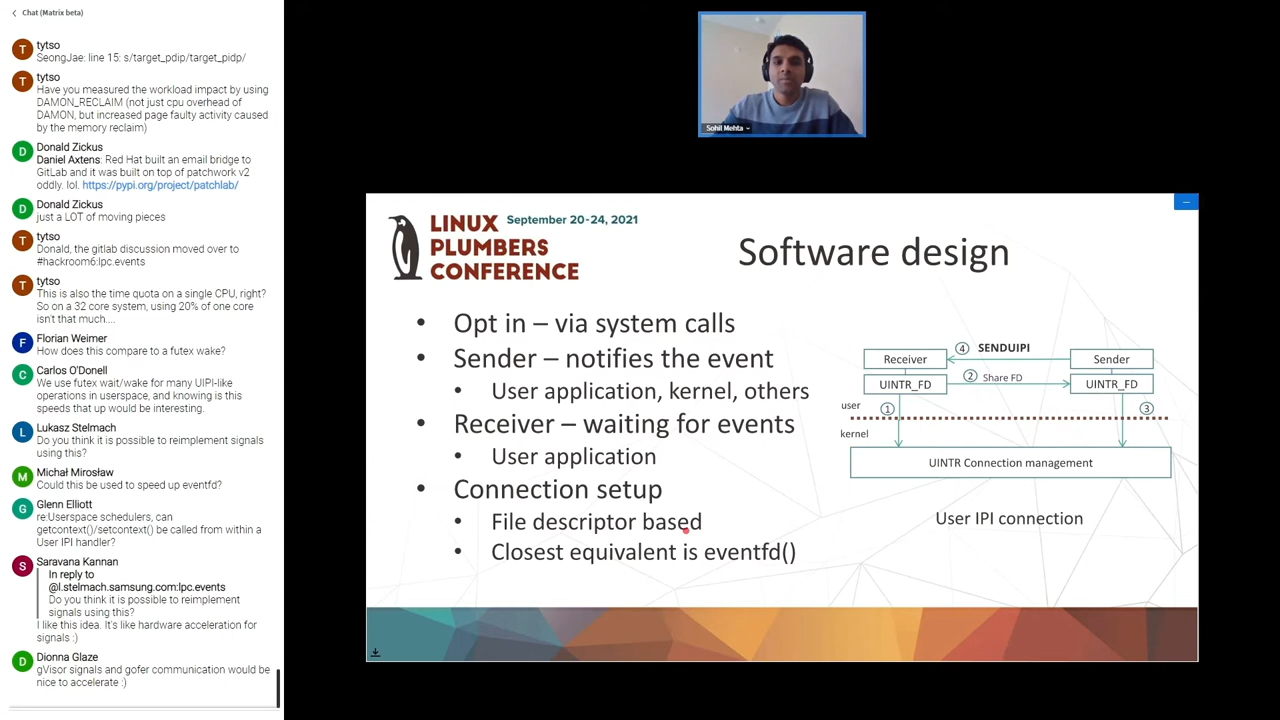 Chat (Matrix beta)
T
tytso
SeongJae: line 15: s/target_pdip/target_pidp/
T
tytso
Have you measured the workload impact by using
DAMON_RECLAIM (not just cpu overhead of
DAMON, but increased page faulty activity caused
by the memory reclaim)
D
Donald Zickus
Daniel Axtens: Red Hat built an email bridge to
GitLab and it was built on top of patchwork v2
oddly. lol. https://pypi.org/project/patchlab/
D
Donald Zickus
just a LOT of moving pieces
T
tytso
Donald, the gitlab discussion moved over to
#hackroom6:lpc.events
T
tytso
This is also the time quota on a single CPU, right?
So on a 32 core system, using 20% of one core
isn't that much....
F
Florian Weimer
How does this compare to a futex wake?
C
Carlos O'Donell
We use futex wait/wake for many UIPI-like
operations in userspace, and knowing is this
speeds that up would be interesting.
L
Lukasz Stelmach
Do you think it is possible to reimplement signals
using this?
M
Michał Mirosław
Could this be used to speed up eventfd?
G
Glenn Elliott
re:Userspace schedulers, can
getcontext()/setcontext() be called from within a
User IPI handler?
S
Saravana Kannan
In reply to
@l.stelmach.samsung.com:lpc.events
Do you think it is possible to reimplement
signals using this?
I like this idea. It's like hardware acceleration for
signals :)
D
Dionna Glaze
gVisor signals and gofer communication would be
nice to accelerate :)
Sohil Mehta
LINUX September 20-24, 2021
PLUMBERS
CONFERENCE
Software design
• Opt in – via system calls
• Sender – notifies the event
• User application, kernel, others
• Receiver – waiting for events
• User application
• Connection setup
• File descriptor based
• Closest equivalent is eventfd()
Receiver
4 SENDUIPI
Sender
UINTR_FD
2 Share FD
UINTR_FD
user
1
3
kernel
UINTR Connection management
User IPI connection